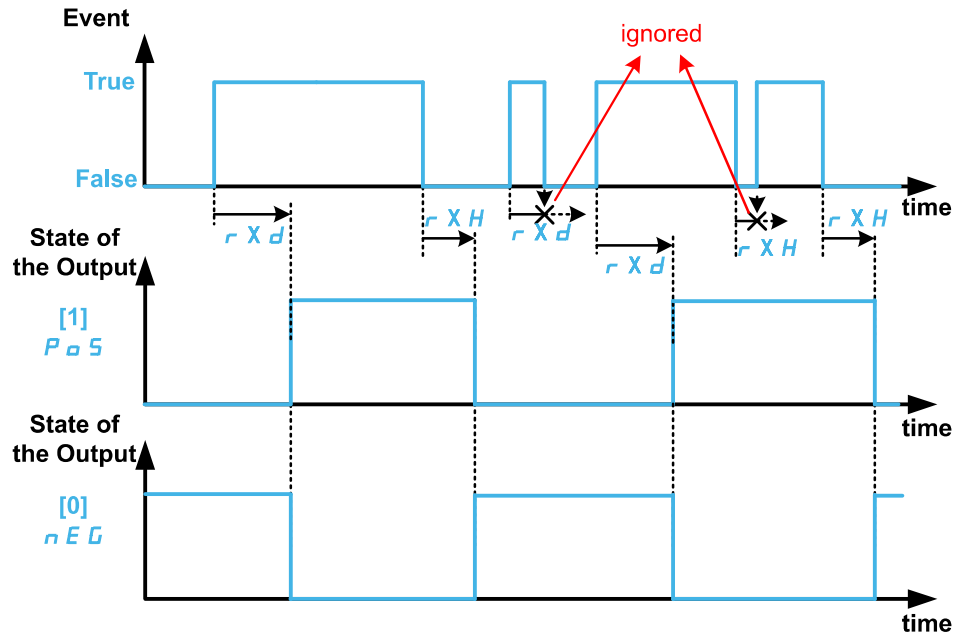 Event
ignored
True
False
time
r X d
r X H
r X d
r X d
r X H
r X H
State of
the Output
[1]
P o S
time
State of
the Output
[0]
n E G
time